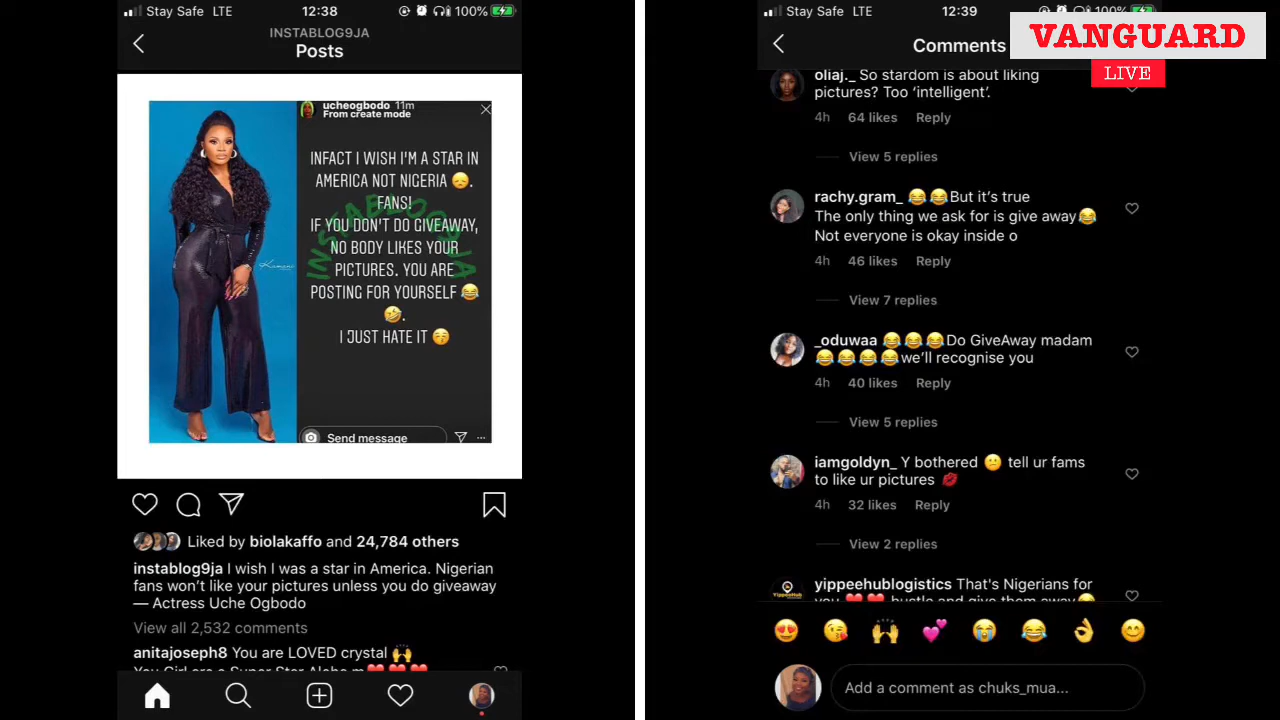 Stay Safe LTE
12:38
100%
INSTABLOG9JA
Posts
ucheogbodo 11m
From create mode
INFACT I WISH I'M A STAR IN
AMERICA NOT NIGERIA 😞.
FANS!
IF YOU DON'T DO GIVEAWAY,
NO BODY LIKES YOUR
PICTURES. YOU ARE
POSTING FOR YOURSELF 😂
🤣.
I JUST HATE IT 😚
INSTABLOG9JA
Send message
Liked by biolakaffo and 24,784 others
instablog9ja I wish I was a star in America. Nigerian
fans won't like your pictures unless you do giveaway
— Actress Uche Ogbodo
View all 2,532 comments
anitajoseph8 You are LOVED crystal 🙌
Stay Safe LTE
12:39
100%
Comments
VANGUARD
LIVE
oliaj._ So stardom is about liking
pictures? Too 'intelligent'.
4h 64 likes Reply
View 5 replies
rachy.gram_ 😂😂But it's true
The only thing we ask for is give away😂
Not everyone is okay inside o
4h 46 likes Reply
View 7 replies
_oduwaa 😂😂😂Do GiveAway madam
😂😂😂😂we'll recognise you
4h 40 likes Reply
View 5 replies
iamgoldyn_ Y bothered 😕 tell ur fams
to like ur pictures 💋
4h 32 likes Reply
View 2 replies
yippeehublogistics That's Nigerians for
you ❤️❤️ hustle and give them away😂
😍 😘 🙌 💕 😭 😂 👌 😊
Add a comment as chuks_mua...